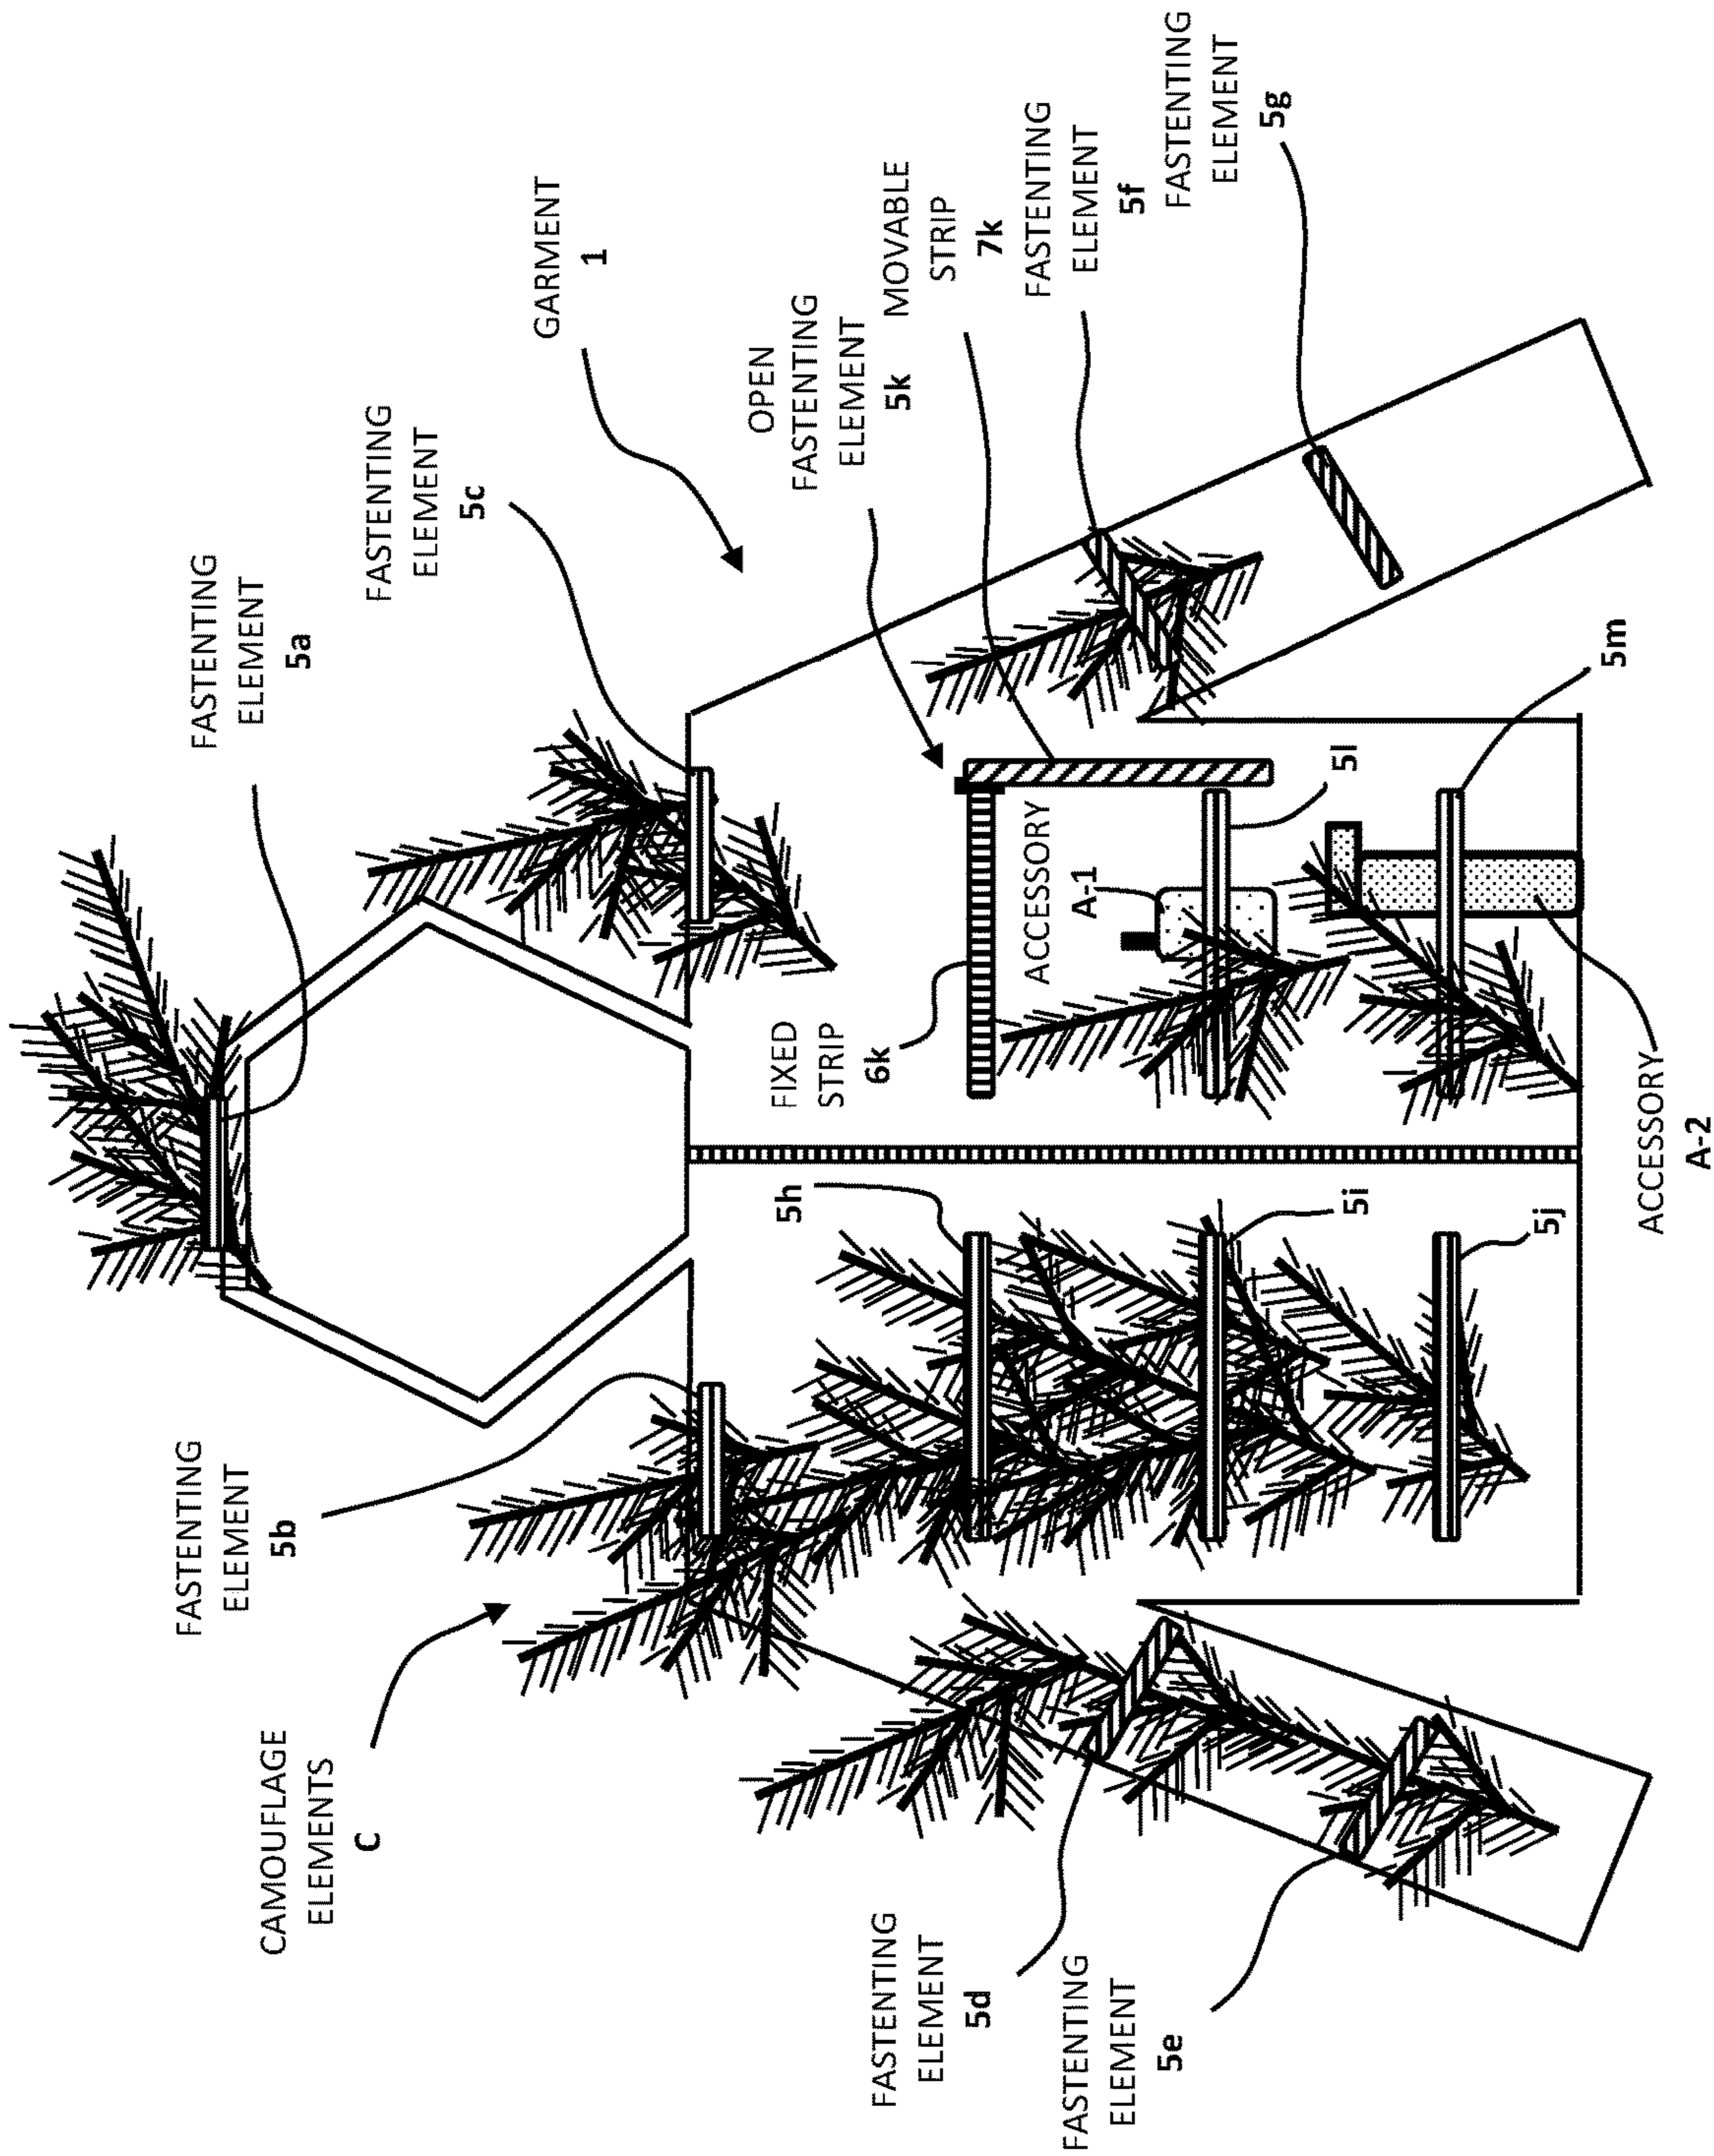 FASTENTING
ELEMENT
5a
FASTENTING
ELEMENT
5b
CAMOUFLAGE
ELEMENTS
C
FASTENTING
ELEMENT
5c
GARMENT
1
OPEN
FASTENTING
ELEMENT
5k
MOVABLE
STRIP
7k
FASTENTING
ELEMENT
5f
FASTENTING
ELEMENT
5g
5h
FIXED
STRIP
6k
ACCESSORY
A-1
5l
5i
5m
5j
ACCESSORY
A-2
FASTENTING
ELEMENT
5d
FASTENTING
ELEMENT
5e